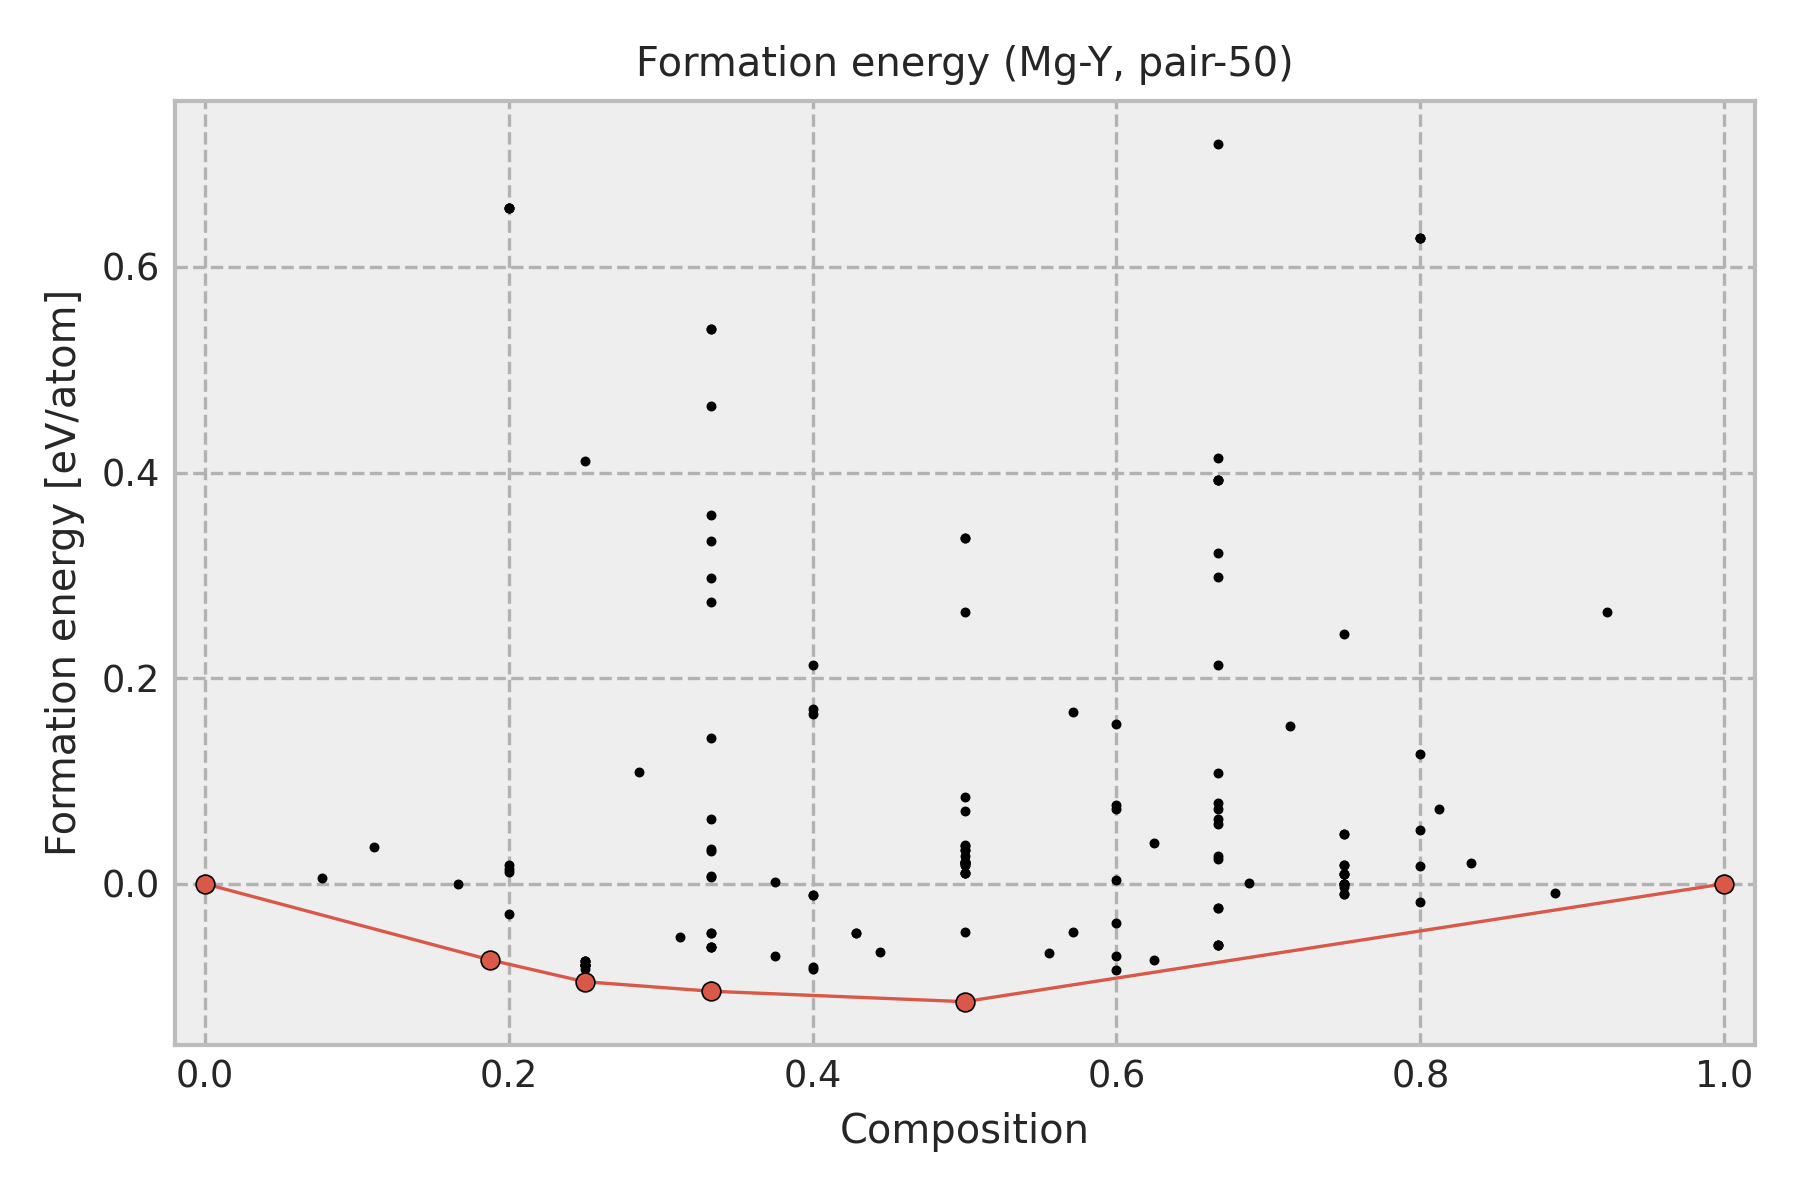 Formation energy (Mg-Y, pair-50)
Formation energy [eV/atom]
0.6
0.4
0.2
0.0
0.0 0.2 0.4 0.6 0.8 1.0
Composition